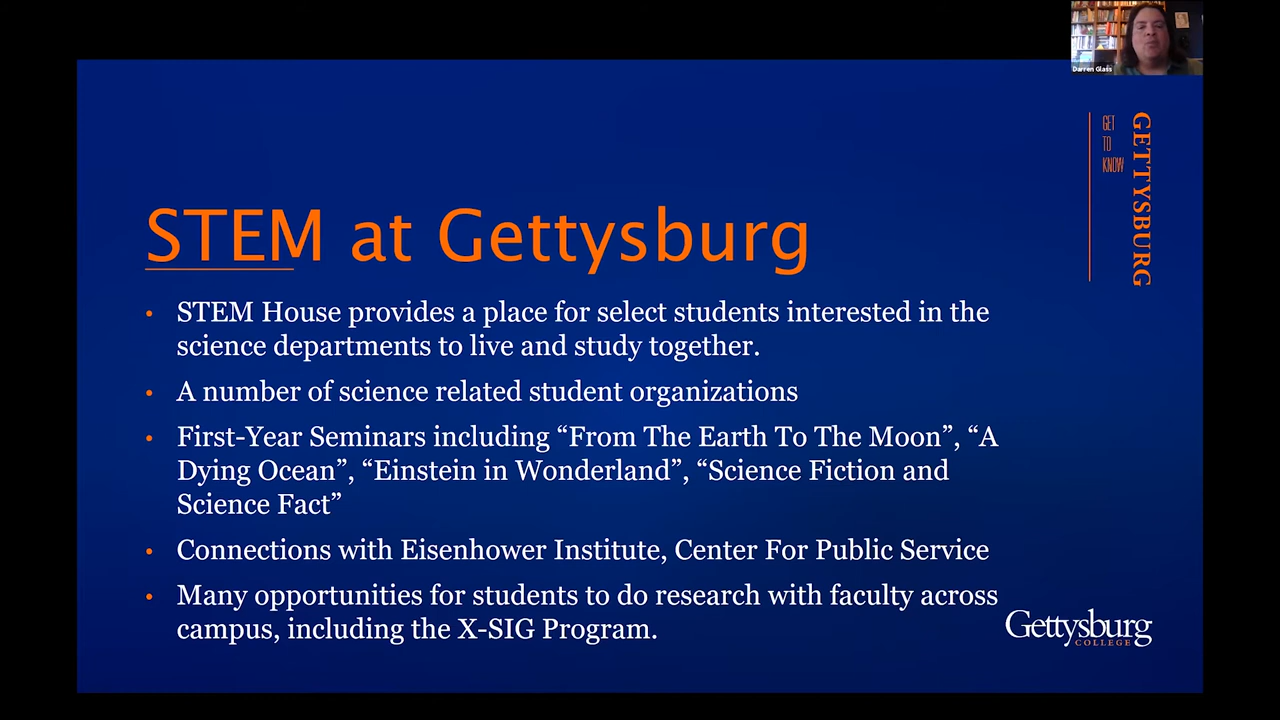 Darren Glass
GET
TO
KNOW
GETTYSBURG
STEM at Gettysburg
• STEM House provides a place for select students interested in the
science departments to live and study together.
• A number of science related student organizations
• First-Year Seminars including “From The Earth To The Moon”, “A
Dying Ocean”, “Einstein in Wonderland”, “Science Fiction and
Science Fact”
• Connections with Eisenhower Institute, Center For Public Service
• Many opportunities for students to do research with faculty across
campus, including the X-SIG Program.
Gettysburg
COLLEGE